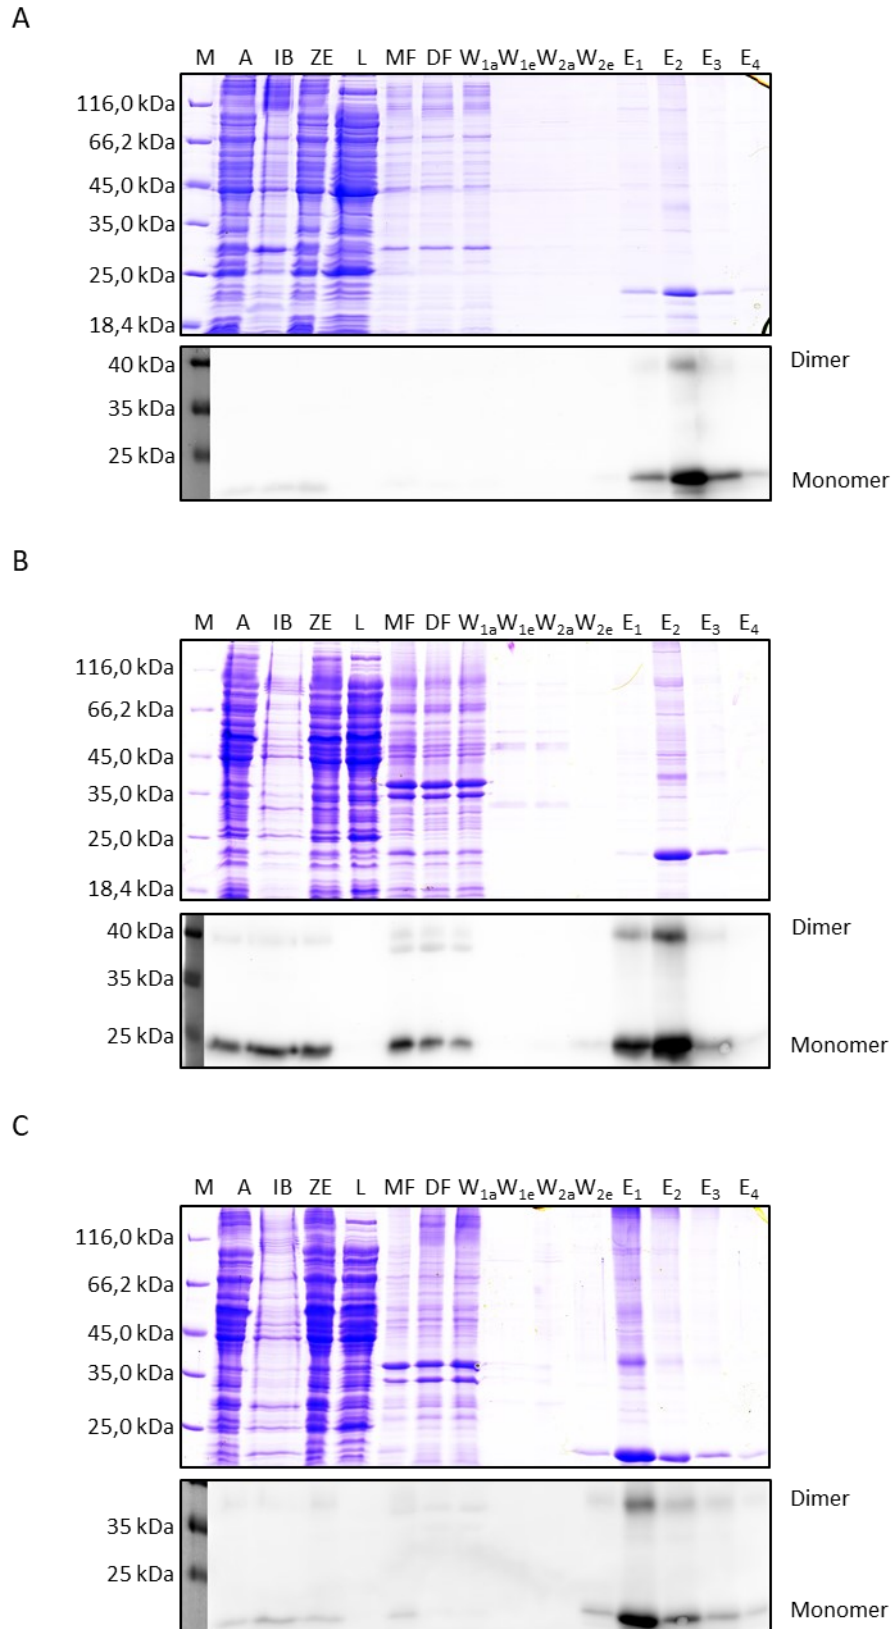 A
M A IB ZE L MF DF W1a W1e W2a W2e E1 E2 E3 E4
116,0 kDa
66,2 kDa
45,0 kDa
35,0 kDa
25,0 kDa
18,4 kDa
40 kDa Dimer
35 kDa
25 kDa
Monomer
B
M A IB ZE L MF DF W1a W1e W2a W2e E1 E2 E3 E4
116,0 kDa
66,2 kDa
45,0 kDa
35,0 kDa
25,0 kDa
18,4 kDa
40 kDa Dimer
35 kDa
25 kDa
Monomer
C
M A IB ZE L MF DF W1a W1e W2a W2e E1 E2 E3 E4
116,0 kDa
66,2 kDa
45,0 kDa
35,0 kDa
25,0 kDa
Dimer
35 kDa
25 kDa
Monomer